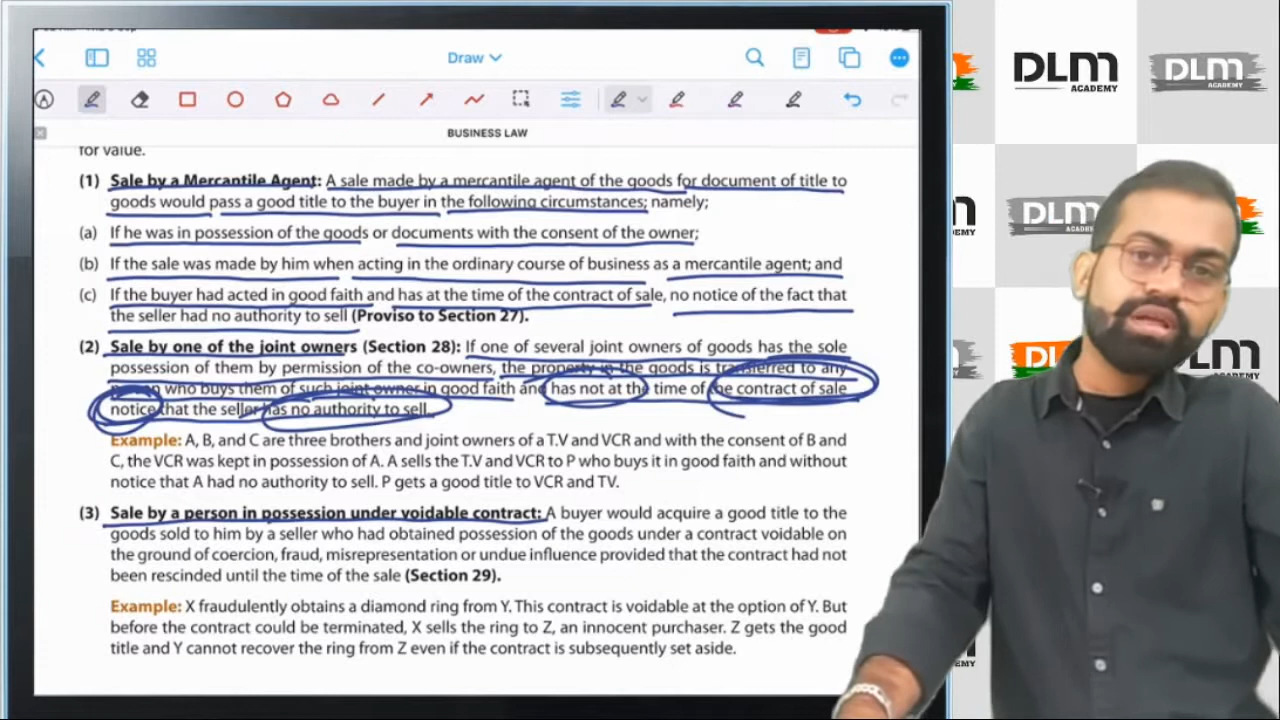 Draw
BUSINESS LAW
for value.
(1) Sale by a Mercantile Agent: A sale made by a mercantile agent of the goods for document of title to
goods would pass a good title to the buyer in the following circumstances; namely;
(a) If he was in possession of the goods or documents with the consent of the owner;
(b) If the sale was made by him when acting in the ordinary course of business as a mercantile agent; and
(c) If the buyer had acted in good faith and has at the time of the contract of sale, no notice of the fact that
the seller had no authority to sell (Proviso to Section 27).
(2) Sale by one of the joint owners (Section 28): If one of several joint owners of goods has the sole
possession of them by permission of the co-owners, the property in the goods is transferred to any
person who buys them of such joint owner in good faith and has not at the time of the contract of sale
notice that the seller has no authority to sell.
Example: A, B, and C are three brothers and joint owners of a T.V and VCR and with the consent of B and
C, the VCR was kept in possession of A. A sells the T.V and VCR to P who buys it in good faith and without
notice that A had no authority to sell. P gets a good title to VCR and TV.
(3) Sale by a person in possession under voidable contract: A buyer would acquire a good title to the
goods sold to him by a seller who had obtained possession of the goods under a contract voidable on
the ground of coercion, fraud, misrepresentation or undue influence provided that the contract had not
been rescinded until the time of the sale (Section 29).
Example: X fraudulently obtains a diamond ring from Y. This contract is voidable at the option of Y. But
before the contract could be terminated, X sells the ring to Z, an innocent purchaser. Z gets the good
title and Y cannot recover the ring from Z even if the contract is subsequently set aside.
DLM
ACADEMY
DLM
ACADEMY
DLM
DL